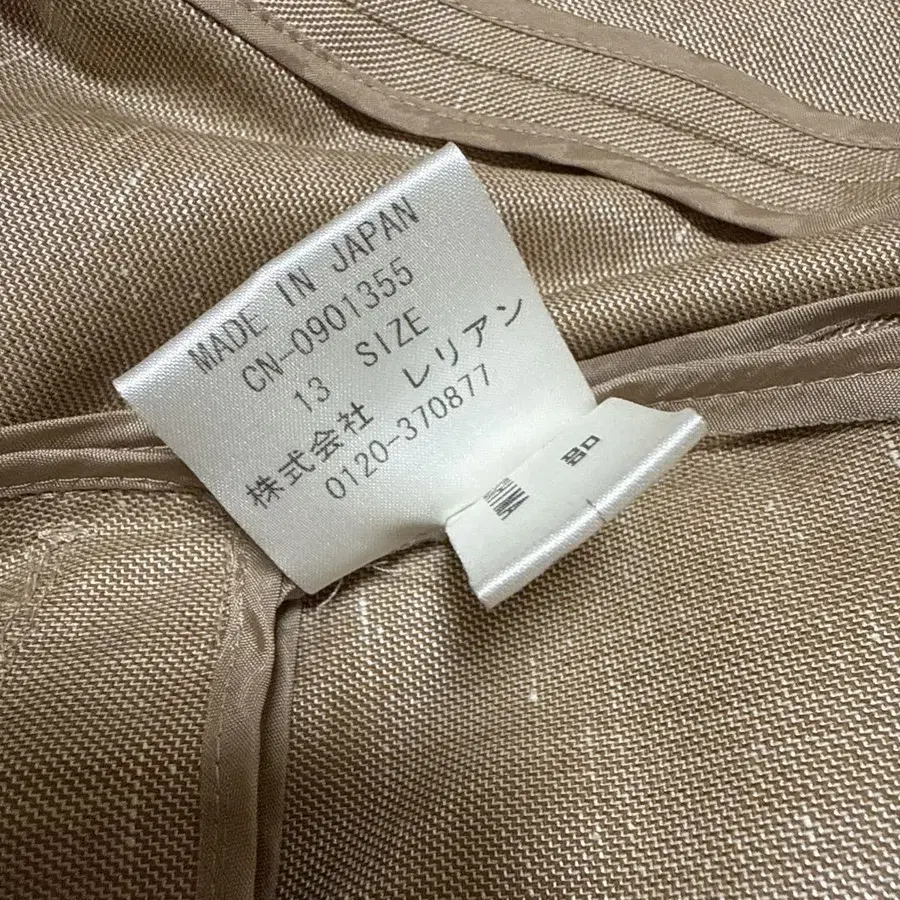 MADE IN JAPAN
CN-0901355
13 SIZE
株式会社 レリアン
0120-370877